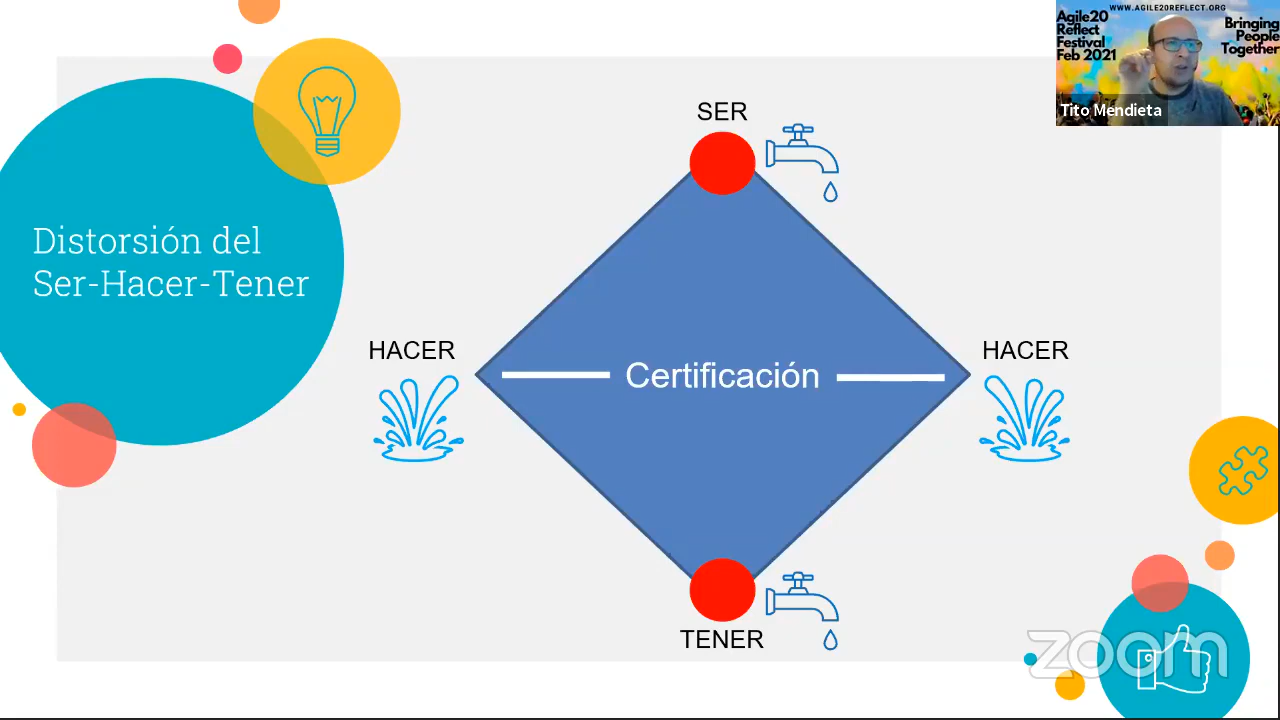 WWW.AGILE20REFLECT.ORG
Agile20
Reflect
Festival
Feb 2021
Bringing
People
Together
Tito Mendieta
Distorsión del
Ser-Hacer-Tener
SER
HACER
HACER
Certificación
TENER
zoom